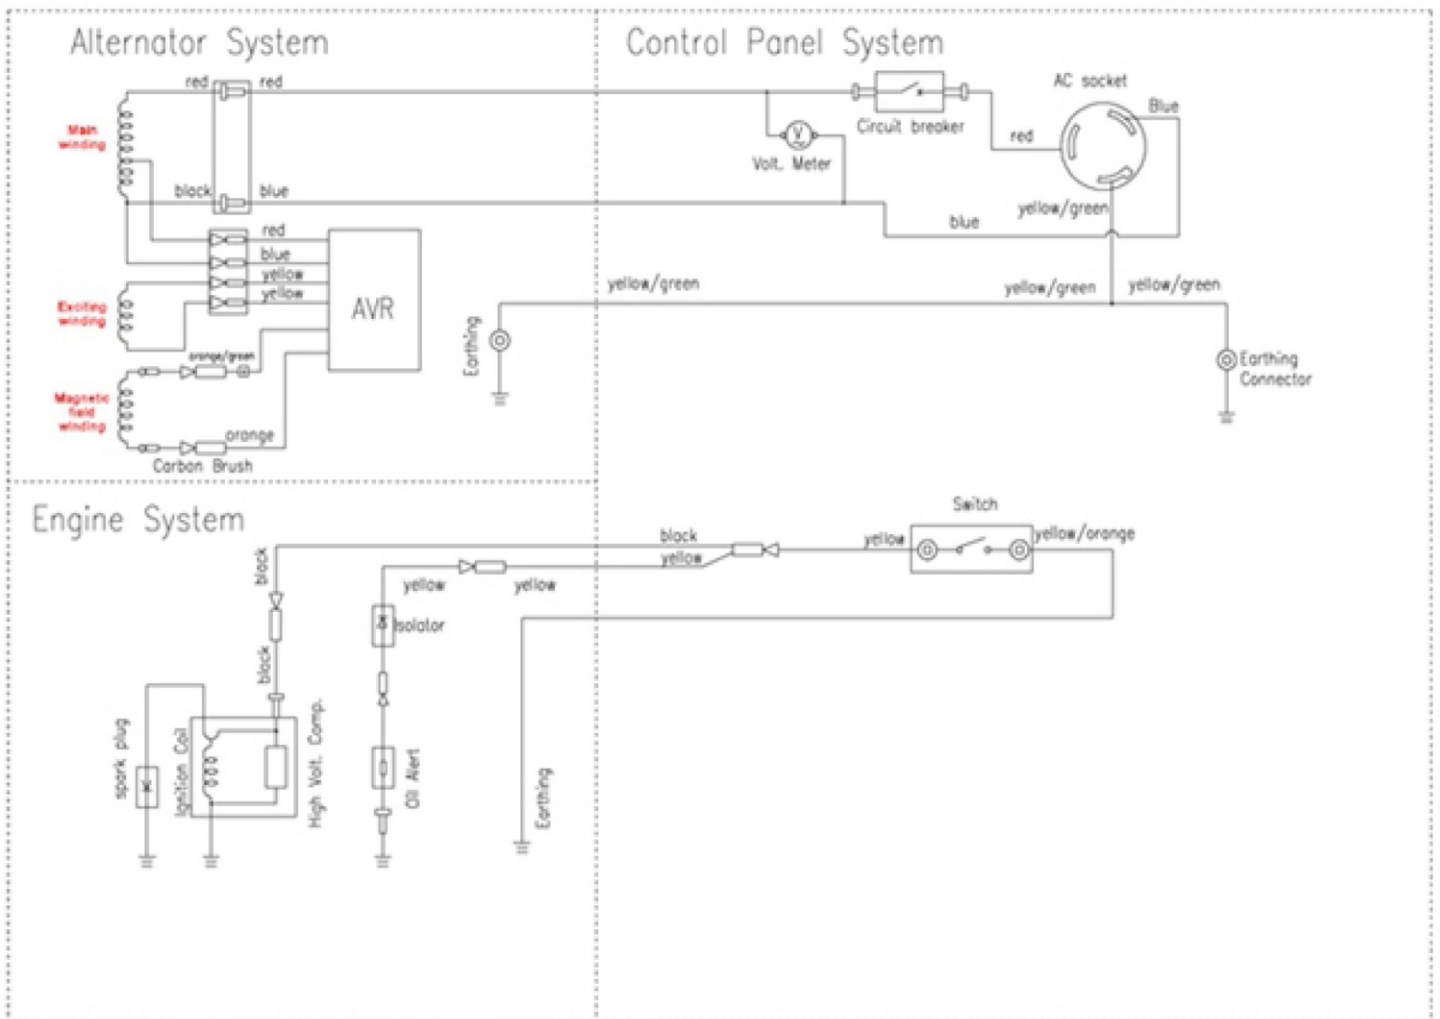 Alternator System
Control Panel System
red
red
AC socket
Blue
Main
winding
Circuit breaker
red
V
Volt. Meter
black
blue
yellow/green
blue
red
blue
yellow
yellow
Exciting
winding
AVR
yellow/green
yellow/green
yellow/green
Earthing
orange/green
Earthing
Connector
Magnetic
field
winding
orange
Carbon Brush
Engine System
Switch
black
yellow
yellow
yellow/orange
black
yellow
yellow
Isolator
black
spark plug
Ignition Coil
High Volt. Comp.
Oil Alert
Earthing